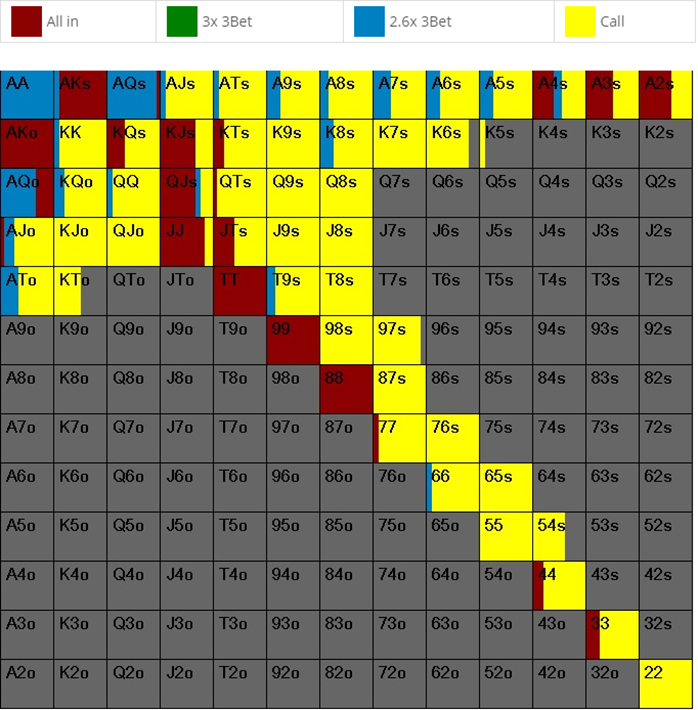 All in 3x 3Bet 2.6x 3Bet Call
AA AKs AQs AJs ATs A9s A8s A7s A6s A5s A4s A3s A2s
AKo KK KQs KJs KTs K9s K8s K7s K6s K5s K4s K3s K2s
AQo KQo QQ QJs QTs Q9s Q8s Q7s Q6s Q5s Q4s Q3s Q2s
AJo KJo QJo JJ JTs J9s J8s J7s J6s J5s J4s J3s J2s
ATo KTo QTo JTo TT T9s T8s T7s T6s T5s T4s T3s T2s
A9o K9o Q9o J9o T9o 99 98s 97s 96s 95s 94s 93s 92s
A8o K8o Q8o J8o T8o 98o 88 87s 86s 85s 84s 83s 82s
A7o K7o Q7o J7o T7o 97o 87o 77 76s 75s 74s 73s 72s
A6o K6o Q6o J6o T6o 96o 86o 76o 66 65s 64s 63s 62s
A5o K5o Q5o J5o T5o 95o 85o 75o 65o 55 54s 53s 52s
A4o K4o Q4o J4o T4o 94o 84o 74o 64o 54o 44 43s 42s
A3o K3o Q3o J3o T3o 93o 83o 73o 63o 53o 43o 33 32s
A2o K2o Q2o J2o T2o 92o 82o 72o 62o 52o 42o 32o 22